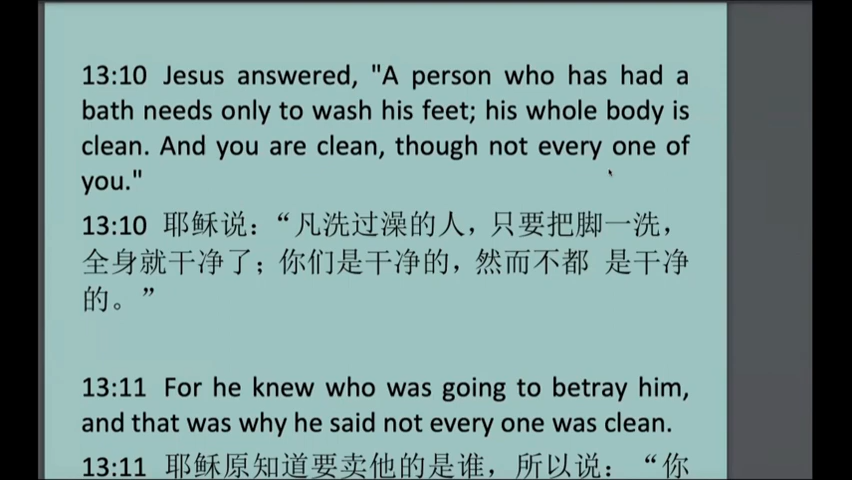 13:10 Jesus answered, "A person who has had a
bath needs only to wash his feet; his whole body is
clean. And you are clean, though not every one of
you."
13:10 耶稣说：“凡洗过澡的人，只要把脚一洗，
全身就干净了；你们是干净的，然而不都 是干净
的。”
13:11 For he knew who was going to betray him,
and that was why he said not every one was clean.
13:11 耶稣原知道要卖他的是谁，所以说：“你